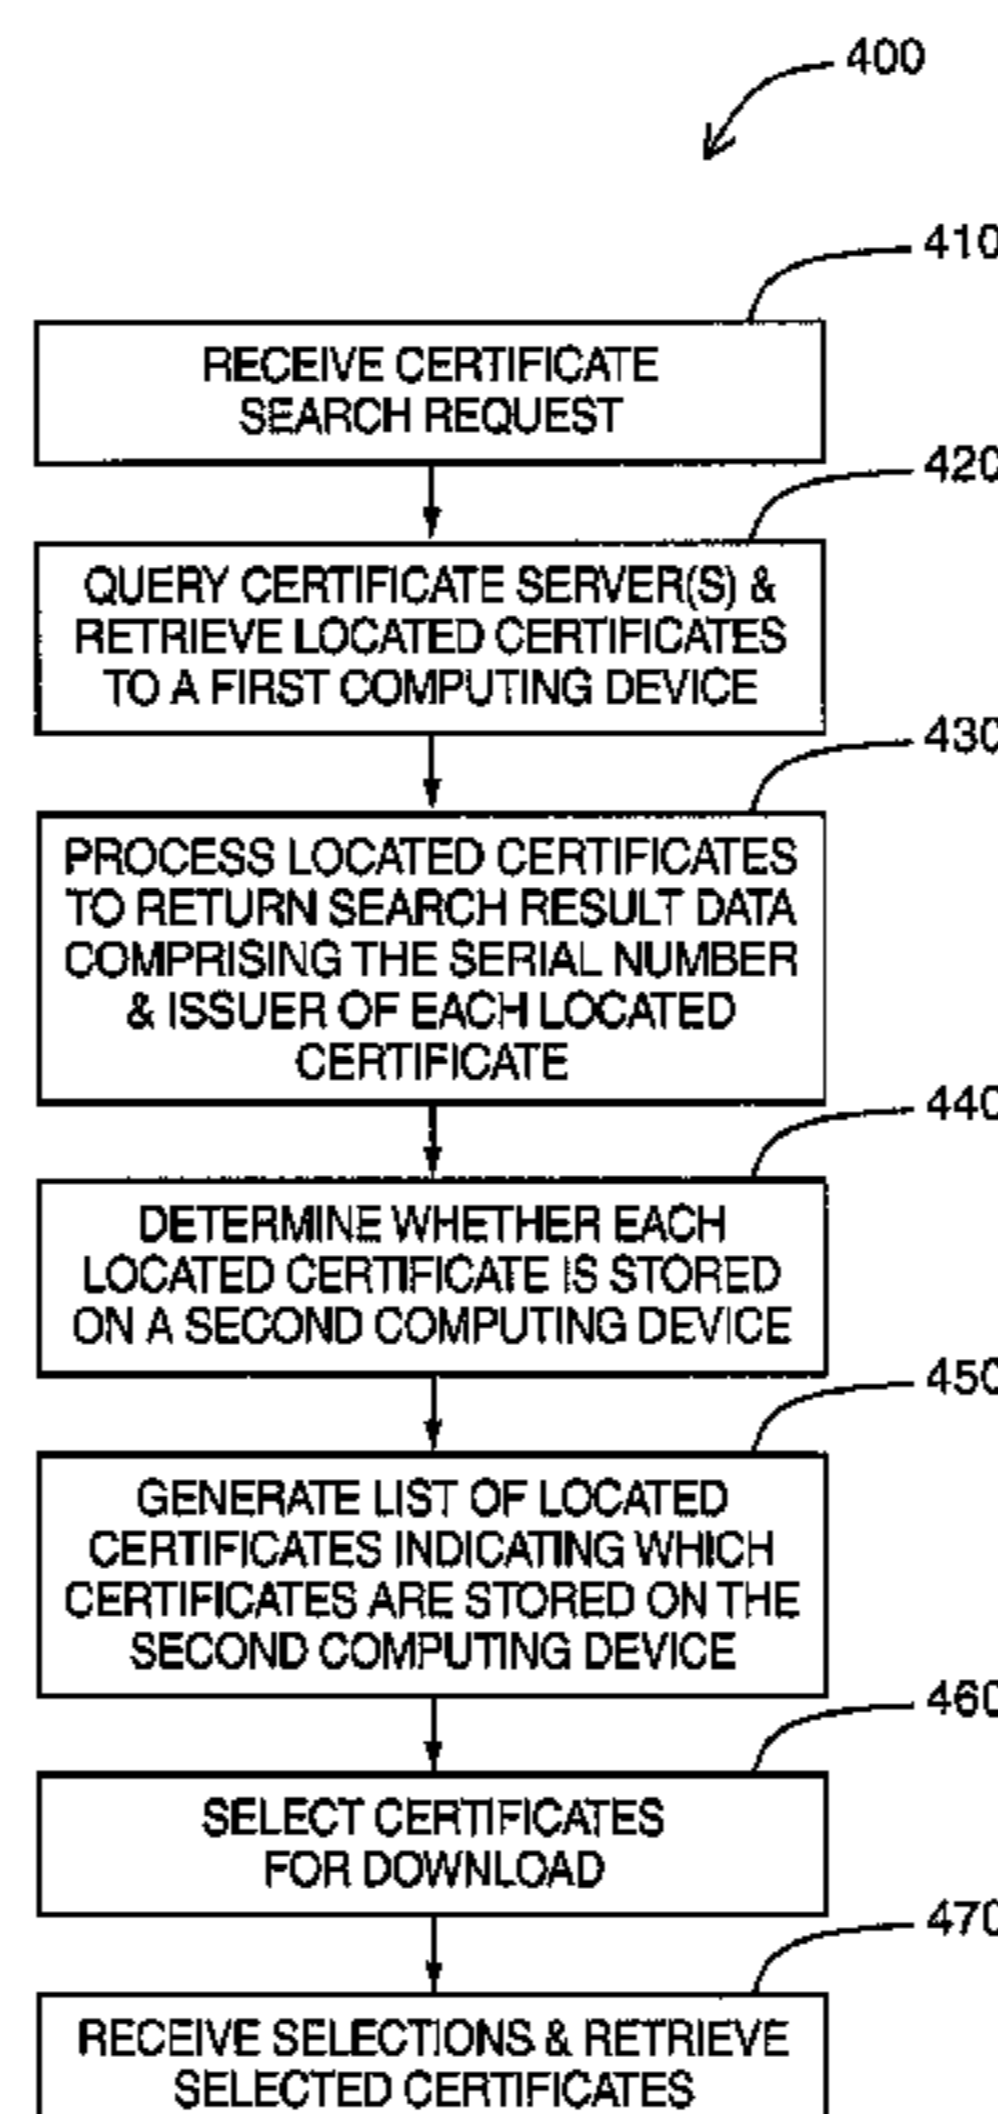 400
410
RECEIVE CERTIFICATE
SEARCH REQUEST
420
QUERY CERTIFICATE SERVER(S) &
RETRIEVE LOCATED CERTIFICATES
TO A FIRST COMPUTING DEVICE
430
PROCESS LOCATED CERTIFICATES
TO RETURN SEARCH RESULT DATA
COMPRISING THE SERIAL NUMBER
& ISSUER OF EACH LOCATED
CERTIFICATE
440
DETERMINE WHETHER EACH
LOCATED CERTIFICATE IS STORED
ON A SECOND COMPUTING DEVICE
450
GENERATE LIST OF LOCATED
CERTIFICATES INDICATING WHICH
CERTIFICATES ARE STORED ON THE
SECOND COMPUTING DEVICE
460
SELECT CERTIFICATES
FOR DOWNLOAD
470
RECEIVE SELECTIONS & RETRIEVE
SELECTED CERTIFICATES